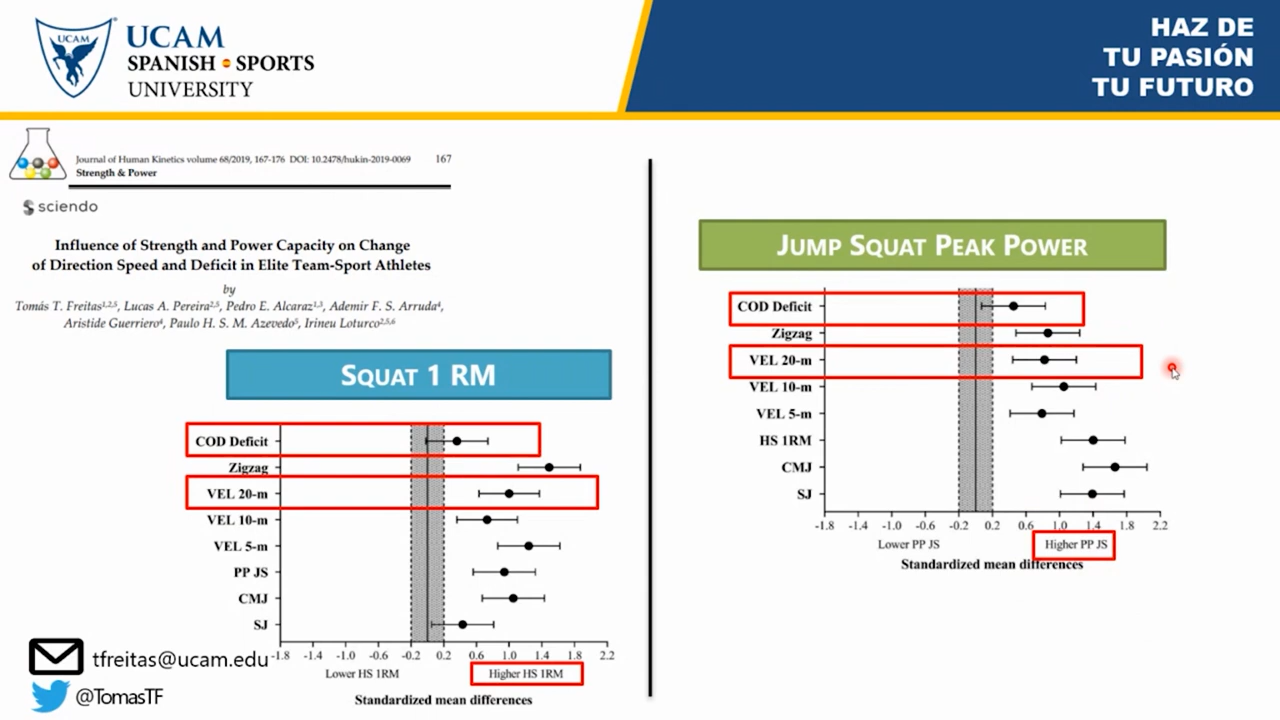 UCAM
UCAM
SPANISH SPORTS
UNIVERSITY
HAZ DE
TU PASIÓN
TU FUTURO
Journal of Human Kinetics volume 68/2019, 167-176 DOI: 10.2478/hukin-2019-0069 167
Strength & Power
sciendo
Influence of Strength and Power Capacity on Change
of Direction Speed and Deficit in Elite Team-Sport Athletes
by
Tomás T. Freitas1,2,5, Lucas A. Pereira2,5, Pedro E. Alcaraz1,3, Ademir F. S. Arruda4,
Aristide Guerriero4, Paulo H. S. M. Azevedo5, Irineu Loturco2,5,6
SQUAT 1 RM
COD Deficit
Zigzag
VEL 20-m
VEL 10-m
VEL 5-m
PP JS
CMJ
SJ
-1.8 -1.4 -1.0 -0.6 -0.2 0.2 0.6 1.0 1.4 1.8 2.2
Lower HS 1RM Higher HS 1RM
Standardized mean differences
tfreitas@ucam.edu
@TomasTF
JUMP SQUAT PEAK POWER
COD Deficit
Zigzag
VEL 20-m
VEL 10-m
VEL 5-m
HS 1RM
CMJ
SJ
-1.8 -1.4 -1.0 -0.6 -0.2 0.2 0.6 1.0 1.4 1.8 2.2
Lower PP JS Higher PP JS
Standardized mean differences